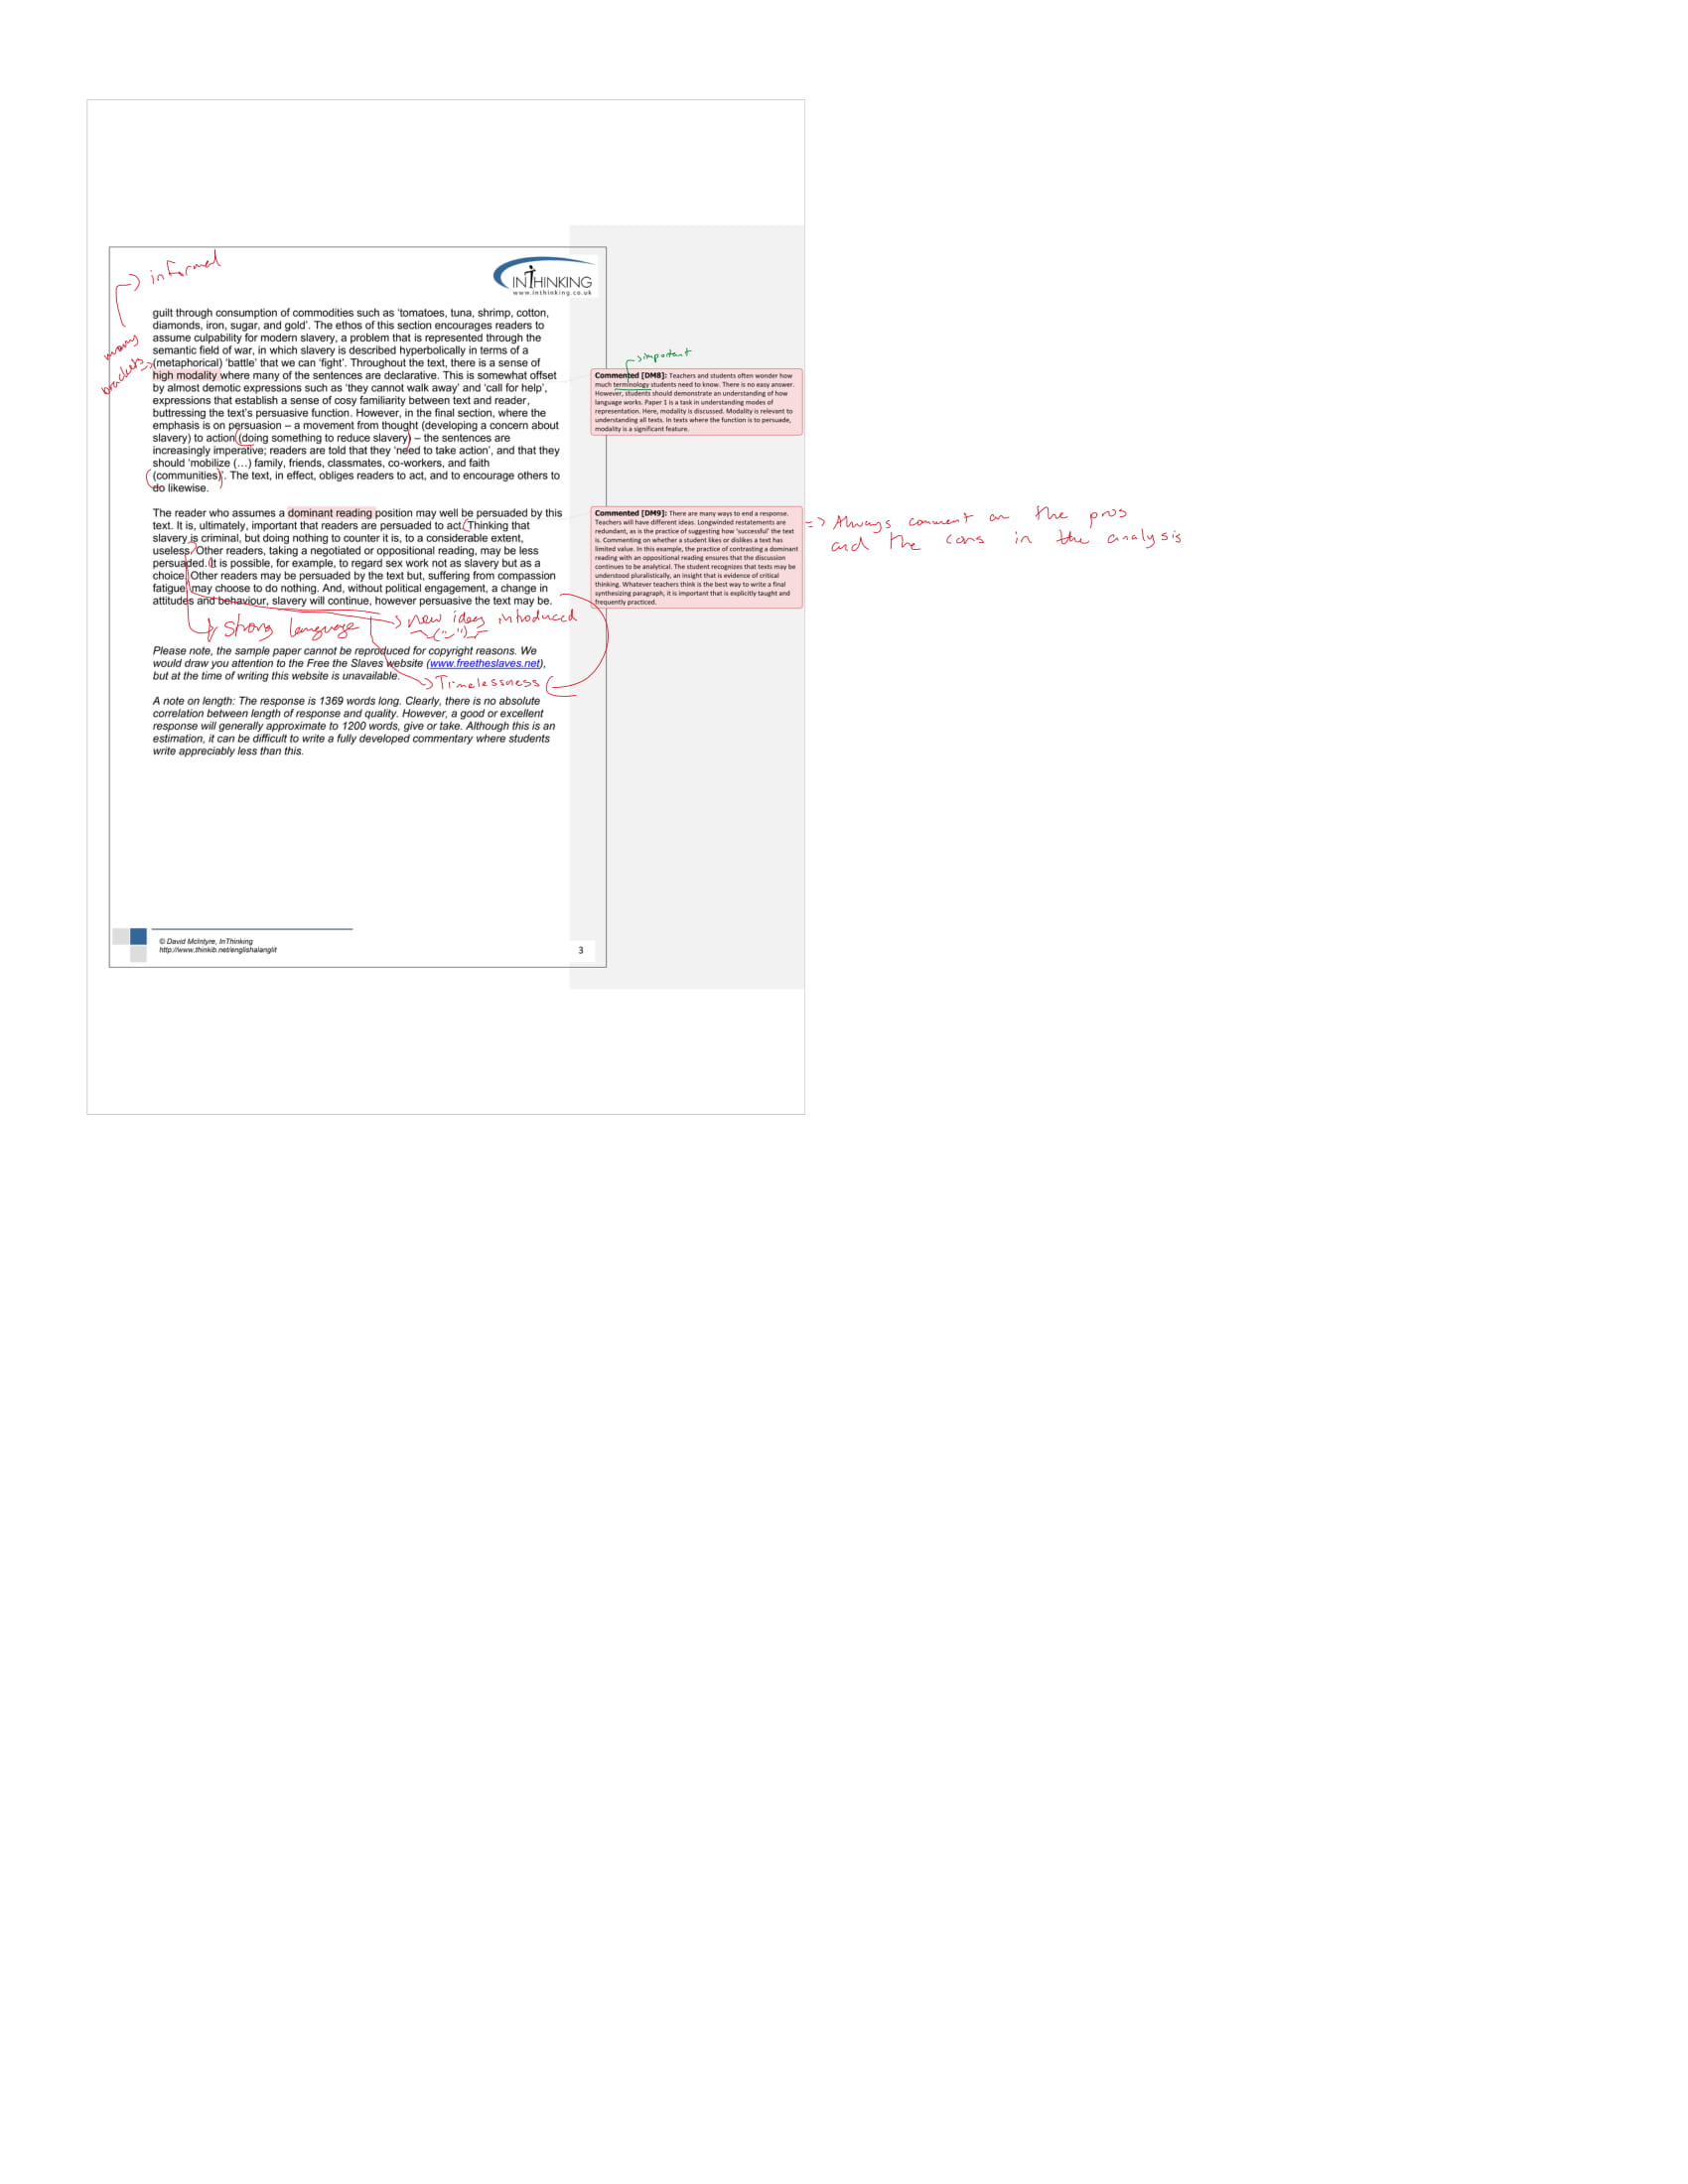 -> informal
INTHINKING
www.inthinking.co.uk
many
brackets
guilt through consumption of commodities such as ‘tomatoes, tuna, shrimp, cotton,
diamonds, iron, sugar, and gold’. The ethos of this section encourages readers to
assume culpability for modern slavery, a problem that is represented through the
semantic field of war, in which slavery is described hyperbolically in terms of a
(metaphorical) ‘battle’ that we can ‘fight’. Throughout the text, there is a sense of
high modality where many of the sentences are declarative. This is somewhat offset
by almost demotic expressions such as ‘they cannot walk away’ and ‘call for help’,
expressions that establish a sense of cosy familiarity between text and reader,
buttressing the text’s persuasive function. However, in the final section, where the
emphasis is on persuasion – a movement from thought (developing a concern about
slavery) to action (doing something to reduce slavery) – the sentences are
increasingly imperative; readers are told that they ‘need to take action’, and that they
should ‘mobilize (…) family, friends, classmates, co-workers, and faith
(communities)’. The text, in effect, obliges readers to act, and to encourage others to
do likewise.
-> important
Commented [DM8]: Teachers and students often wonder how
much terminology students need to know. There is no easy answer.
However, students should demonstrate an understanding of how
language works. Paper 1 is a task in understanding modes of
representation. Here, modality is discussed. Modality is relevant to
understanding all texts. In texts where the function is to persuade,
modality is a significant feature.
The reader who assumes a dominant reading position may well be persuaded by this
text. It is, ultimately, important that readers are persuaded to act. Thinking that
slavery is criminal, but doing nothing to counter it is, to a considerable extent,
useless. Other readers, taking a negotiated or oppositional reading, may be less
persuaded. It is possible, for example, to regard sex work not as slavery but as a
choice. Other readers may be persuaded by the text but, suffering from compassion
fatigue, may choose to do nothing. And, without political engagement, a change in
attitudes and behaviour, slavery will continue, however persuasive the text may be.
Commented [DM9]: There are many ways to end a response.
Teachers will have different ideas. Longwinded restatements are
redundant, as is the practice of suggesting how ‘successful’ the text
is. Commenting on whether a student likes or dislikes a text has
limited value. In this example, the practice of contrasting a dominant
reading with an oppositional reading ensures that the discussion
continues to be analytical. The student recognizes that texts may be
understood pluralistically, an insight that is evidence of critical
thinking. Whatever teachers think is the best way to write a final
synthesizing paragraph, it is important that is explicitly taught and
frequently practiced.
=> Always comment on the pros
and the cons in the analysis
-> strong language
-> new ideas introduced
-> Timelessness
Please note, the sample paper cannot be reproduced for copyright reasons. We
would draw you attention to the Free the Slaves website (www.freetheslaves.net),
but at the time of writing this website is unavailable.
A note on length: The response is 1369 words long. Clearly, there is no absolute
correlation between length of response and quality. However, a good or excellent
response will generally approximate to 1200 words, give or take. Although this is an
estimation, it can be difficult to write a fully developed commentary where students
write appreciably less than this.
© David McIntyre, InThinking
http://www.thinkib.net/englishalanglit
3